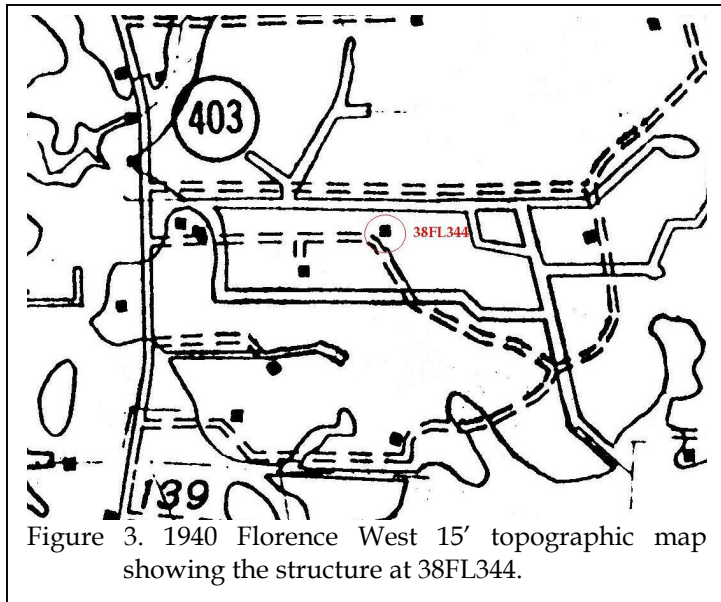 403
38FL344
139
Figure 3. 1940 Florence West 15' topographic map
showing the structure at 38FL344.